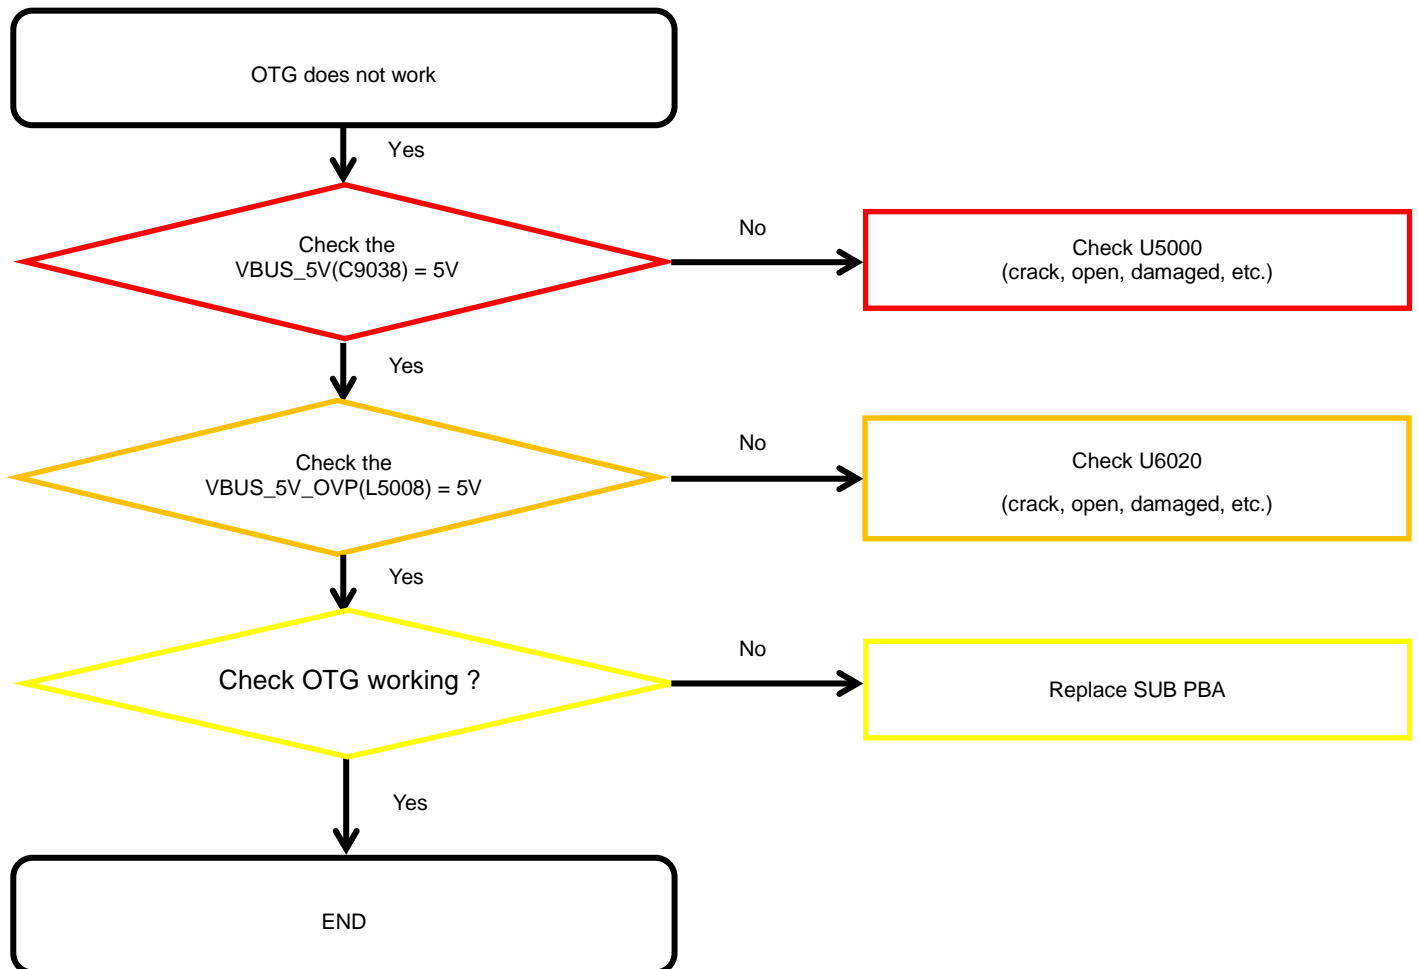 OTG does not work
Yes
Check the
VBUS_5V(C9038) = 5V
No
Check U5000
(crack, open, damaged, etc.)
Yes
Check the
VBUS_5V_OVP(L5008) = 5V
No
Check U6020
(crack, open, damaged, etc.)
Yes
Check OTG working ?
No
Replace SUB PBA
Yes
END